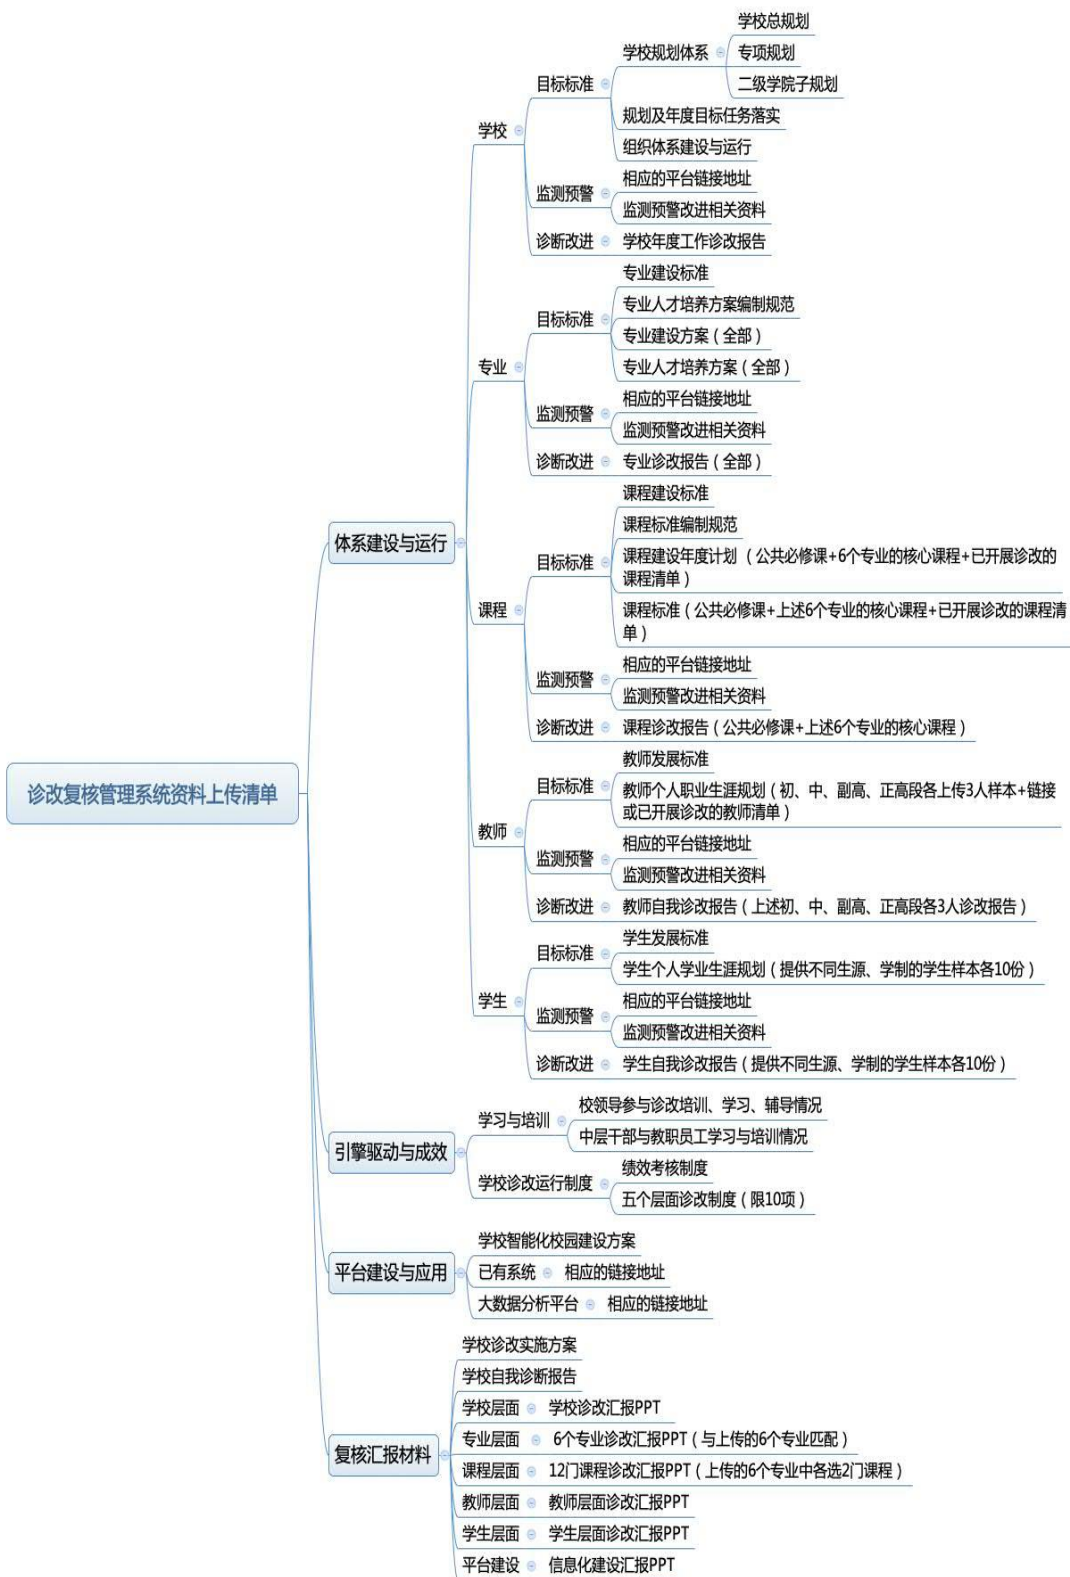 诊改复核管理系统资料上传清单
体系建设与运行
学校
目标标准
学校规划体系
学校总规划
专项规划
二级学院子规划
规划及年度目标任务落实
组织体系建设与运行
监测预警
相应的平台链接地址
监测预警改进相关资料
诊断改进
学校年度工作诊改报告
专业
目标标准
专业建设标准
专业人才培养方案编制规范
专业建设方案（全部）
专业人才培养方案（全部）
监测预警
相应的平台链接地址
监测预警改进相关资料
诊断改进
专业诊改报告（全部）
课程
目标标准
课程建设标准
课程标准编制规范
课程建设年度计划 （公共必修课+6个专业的核心课程+已开展诊改的
课程清单）
课程标准（公共必修课+上述6个专业的核心课程+已开展诊改的课程清
单）
监测预警
相应的平台链接地址
监测预警改进相关资料
诊断改进
课程诊改报告（公共必修课+上述6个专业的核心课程）
教师
目标标准
教师发展标准
教师个人职业生涯规划（初、中、副高、正高段各上传3人样本+链接
或已开展诊改的教师清单）
监测预警
相应的平台链接地址
监测预警改进相关资料
诊断改进
教师自我诊改报告（上述初、中、副高、正高段各3人诊改报告）
学生
目标标准
学生发展标准
学生个人学业生涯规划（提供不同生源、学制的学生样本各10份）
监测预警
相应的平台链接地址
监测预警改进相关资料
诊断改进
学生自我诊改报告（提供不同生源、学制的学生样本各10份）
引擎驱动与成效
学习与培训
校领导参与诊改培训、学习、辅导情况
中层干部与教职员工学习与培训情况
学校诊改运行制度
绩效考核制度
五个层面诊改制度（限10项）
平台建设与应用
学校智能化校园建设方案
已有系统
相应的链接地址
大数据分析平台
相应的链接地址
复核汇报材料
学校诊改实施方案
学校自我诊断报告
学校层面
学校诊改汇报PPT
专业层面
6个专业诊改汇报PPT（与上传的6个专业匹配）
课程层面
12门课程诊改汇报PPT（上传的6个专业中各选2门课程）
教师层面
教师层面诊改汇报PPT
学生层面
学生层面诊改汇报PPT
平台建设
信息化建设汇报PPT